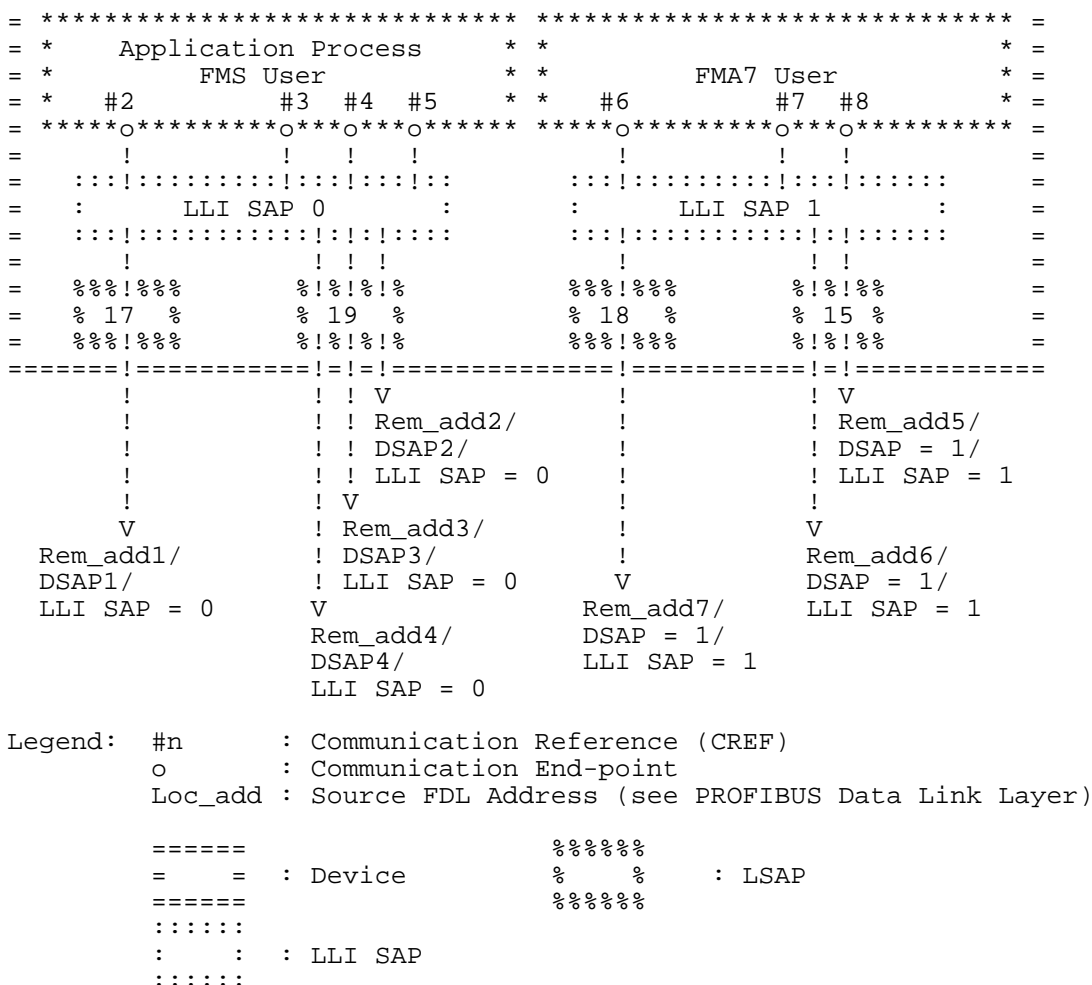 = ******************************* ******************************* =
= *    Application Process     * *                             * =
= *         FMS User           * *         FMA7 User           * =
= *   #2         #3  #4  #5    * *   #6         #7  #8         * =
= *****o*********o***o***o****** *****o*********o***o********** =
=      !         !   !   !            !         !   !           =
=   :::!:::::::::!:::!:::!::       :::!:::::::::!:::!::::::     =
=   :      LLI SAP 0       :       :      LLI SAP 1       :     =
=   :::!:::::::::::!:!:!::::       :::!:::::::::::!:!::::::     =
=      !           ! ! !              !           ! !           =
=   %%%!%%%       %!%!%!%          %%%!%%%       %!%!%%         =
=   % 17  %       % 19  %          % 18  %       % 15 %         =
=   %%%!%%%       %!%!%!%          %%%!%%%       %!%!%%         =
=======!===========!=!=!==============!===========!=!============
!           ! ! V              !           ! V
!           ! ! Rem_add2/      !           ! Rem_add5/
!           ! ! DSAP2/         !           ! DSAP = 1/
!           ! ! LLI SAP = 0    !           ! LLI SAP = 1
!           ! V                !           !
V           ! Rem_add3/        !           V
Rem_add1/        ! DSAP3/           !           Rem_add6/
DSAP1/           ! LLI SAP = 0      V           DSAP = 1/
LLI SAP = 0      V                Rem_add7/     LLI SAP = 1
Rem_add4/        DSAP = 1/
DSAP4/           LLI SAP = 1
LLI SAP = 0
Legend:  #n      : Communication Reference (CREF)
o       : Communication End-point
Loc_add : Source FDL Address (see PROFIBUS Data Link Layer)
======                    %%%%%%
=    =  : Device          %    %    : LSAP
======                    %%%%%%
::::::
:    :  : LLI SAP
::::::